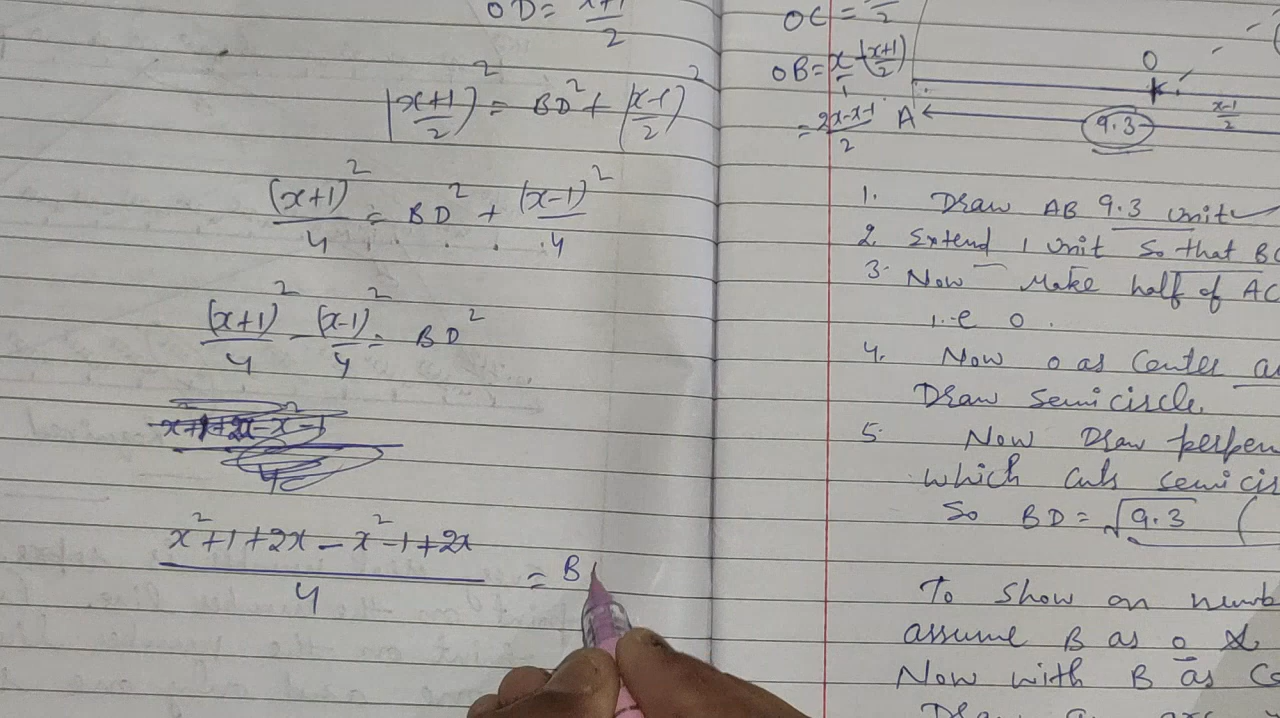 OD = x+1/2
(x+1/2)² = BD² + (x-1/2)²
(x+1)²/4 = BD² + (x-1)²/4
(x+1)²/4 - (x-1)²/4 = BD²
x²+1+2x-x²-1+2x/4 = B
OC = /2
OB = x/1 - (x+1/2)
= 2x-x-1/2
O
A
9.3
x-1/2
1. Draw AB 9.3 unit
2. Extend 1 unit so that BC
3. Now Make half of AC
i.e O.
4. Now O as Center
Draw semicircle.
5. Now Draw
which cuts
So BD = √9.3 (
To show on
assume B as 0
Now with B as
Draw